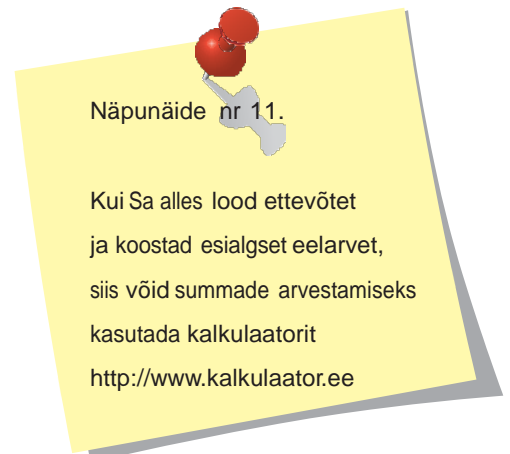 Näpunäide nr 11.
Kui Sa alles lood ettevõtet
ja koostad esialgset eelarvet,
siis võid summade arvestamiseks
kasutada kalkulaatorit
http://www.kalkulaator.ee